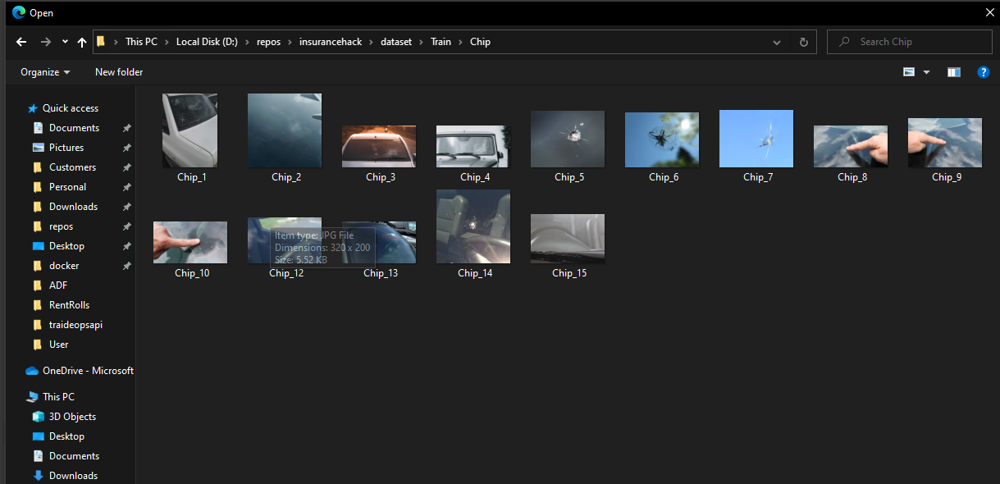 Open
This PC > Local Disk (D:) > repos > insurancehack > dataset > Train > Chip
Search Chip
Organize
New folder
?
Quick access
Documents
Pictures
Customers
Personal
Downloads
repos
Desktop
docker
ADF
RentRolls
traideopsapi
User
OneDrive - Microsoft
This PC
3D Objects
Desktop
Documents
Downloads
Chip_1
Chip_2
Chip_3
Chip_4
Chip_5
Chip_6
Chip_7
Chip_8
Chip_9
Item type: JPG File
Dimensions: 320 x 200
Size: 5.52 KB
Chip_10
Chip_12
Chip_13
Chip_14
Chip_15